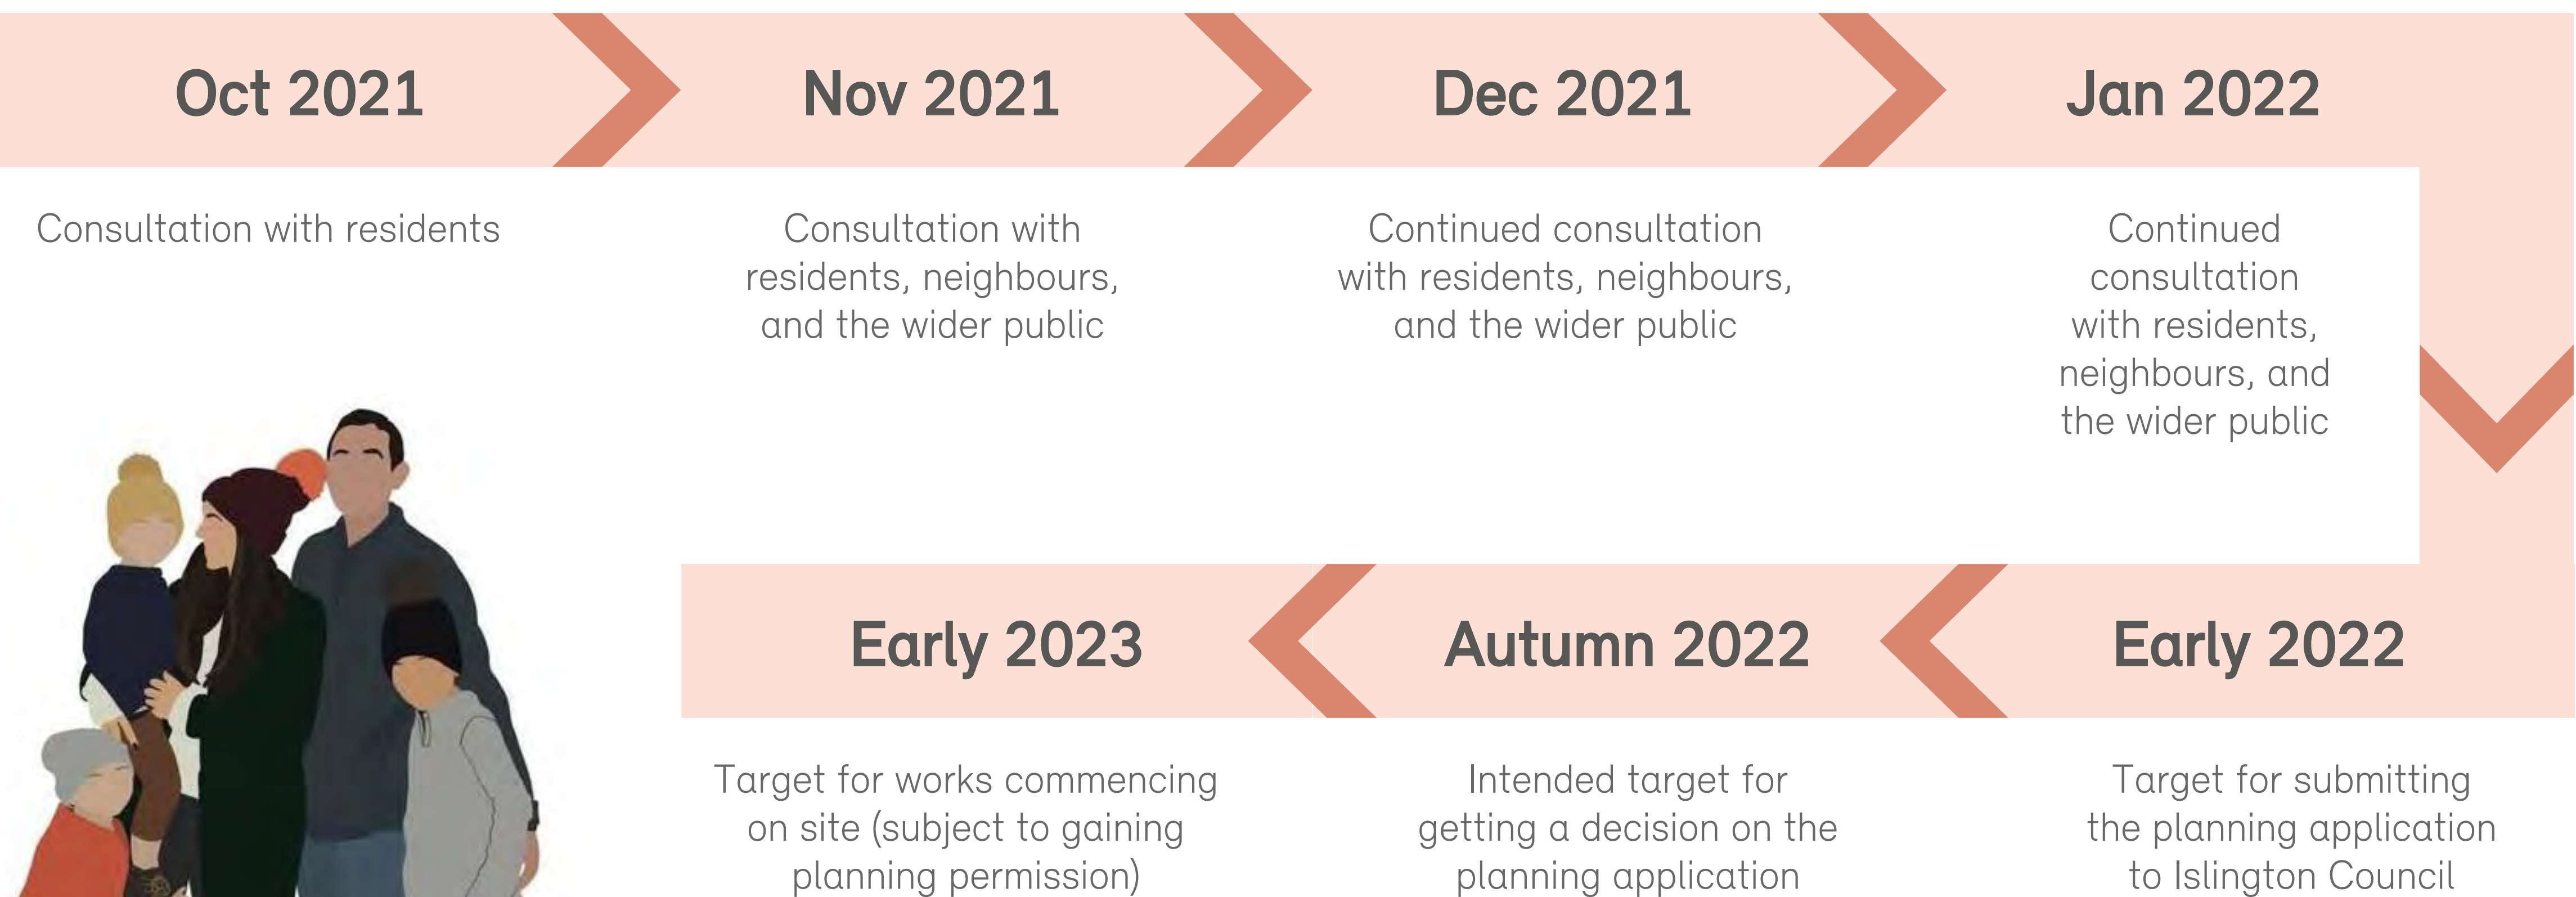 Oct 2021
Nov 2021
Dec 2021
Jan 2022
Consultation with residents
Consultation with
residents, neighbours,
and the wider public
Continued consultation
with residents, neighbours,
and the wider public
Continued
consultation
with residents,
neighbours, and
the wider public
Early 2022
Target for submitting
the planning application
to Islington Council
Autumn 2022
Intended target for
getting a decision on the
planning application
Early 2023
Target for works commencing
on site (subject to gaining
planning permission)